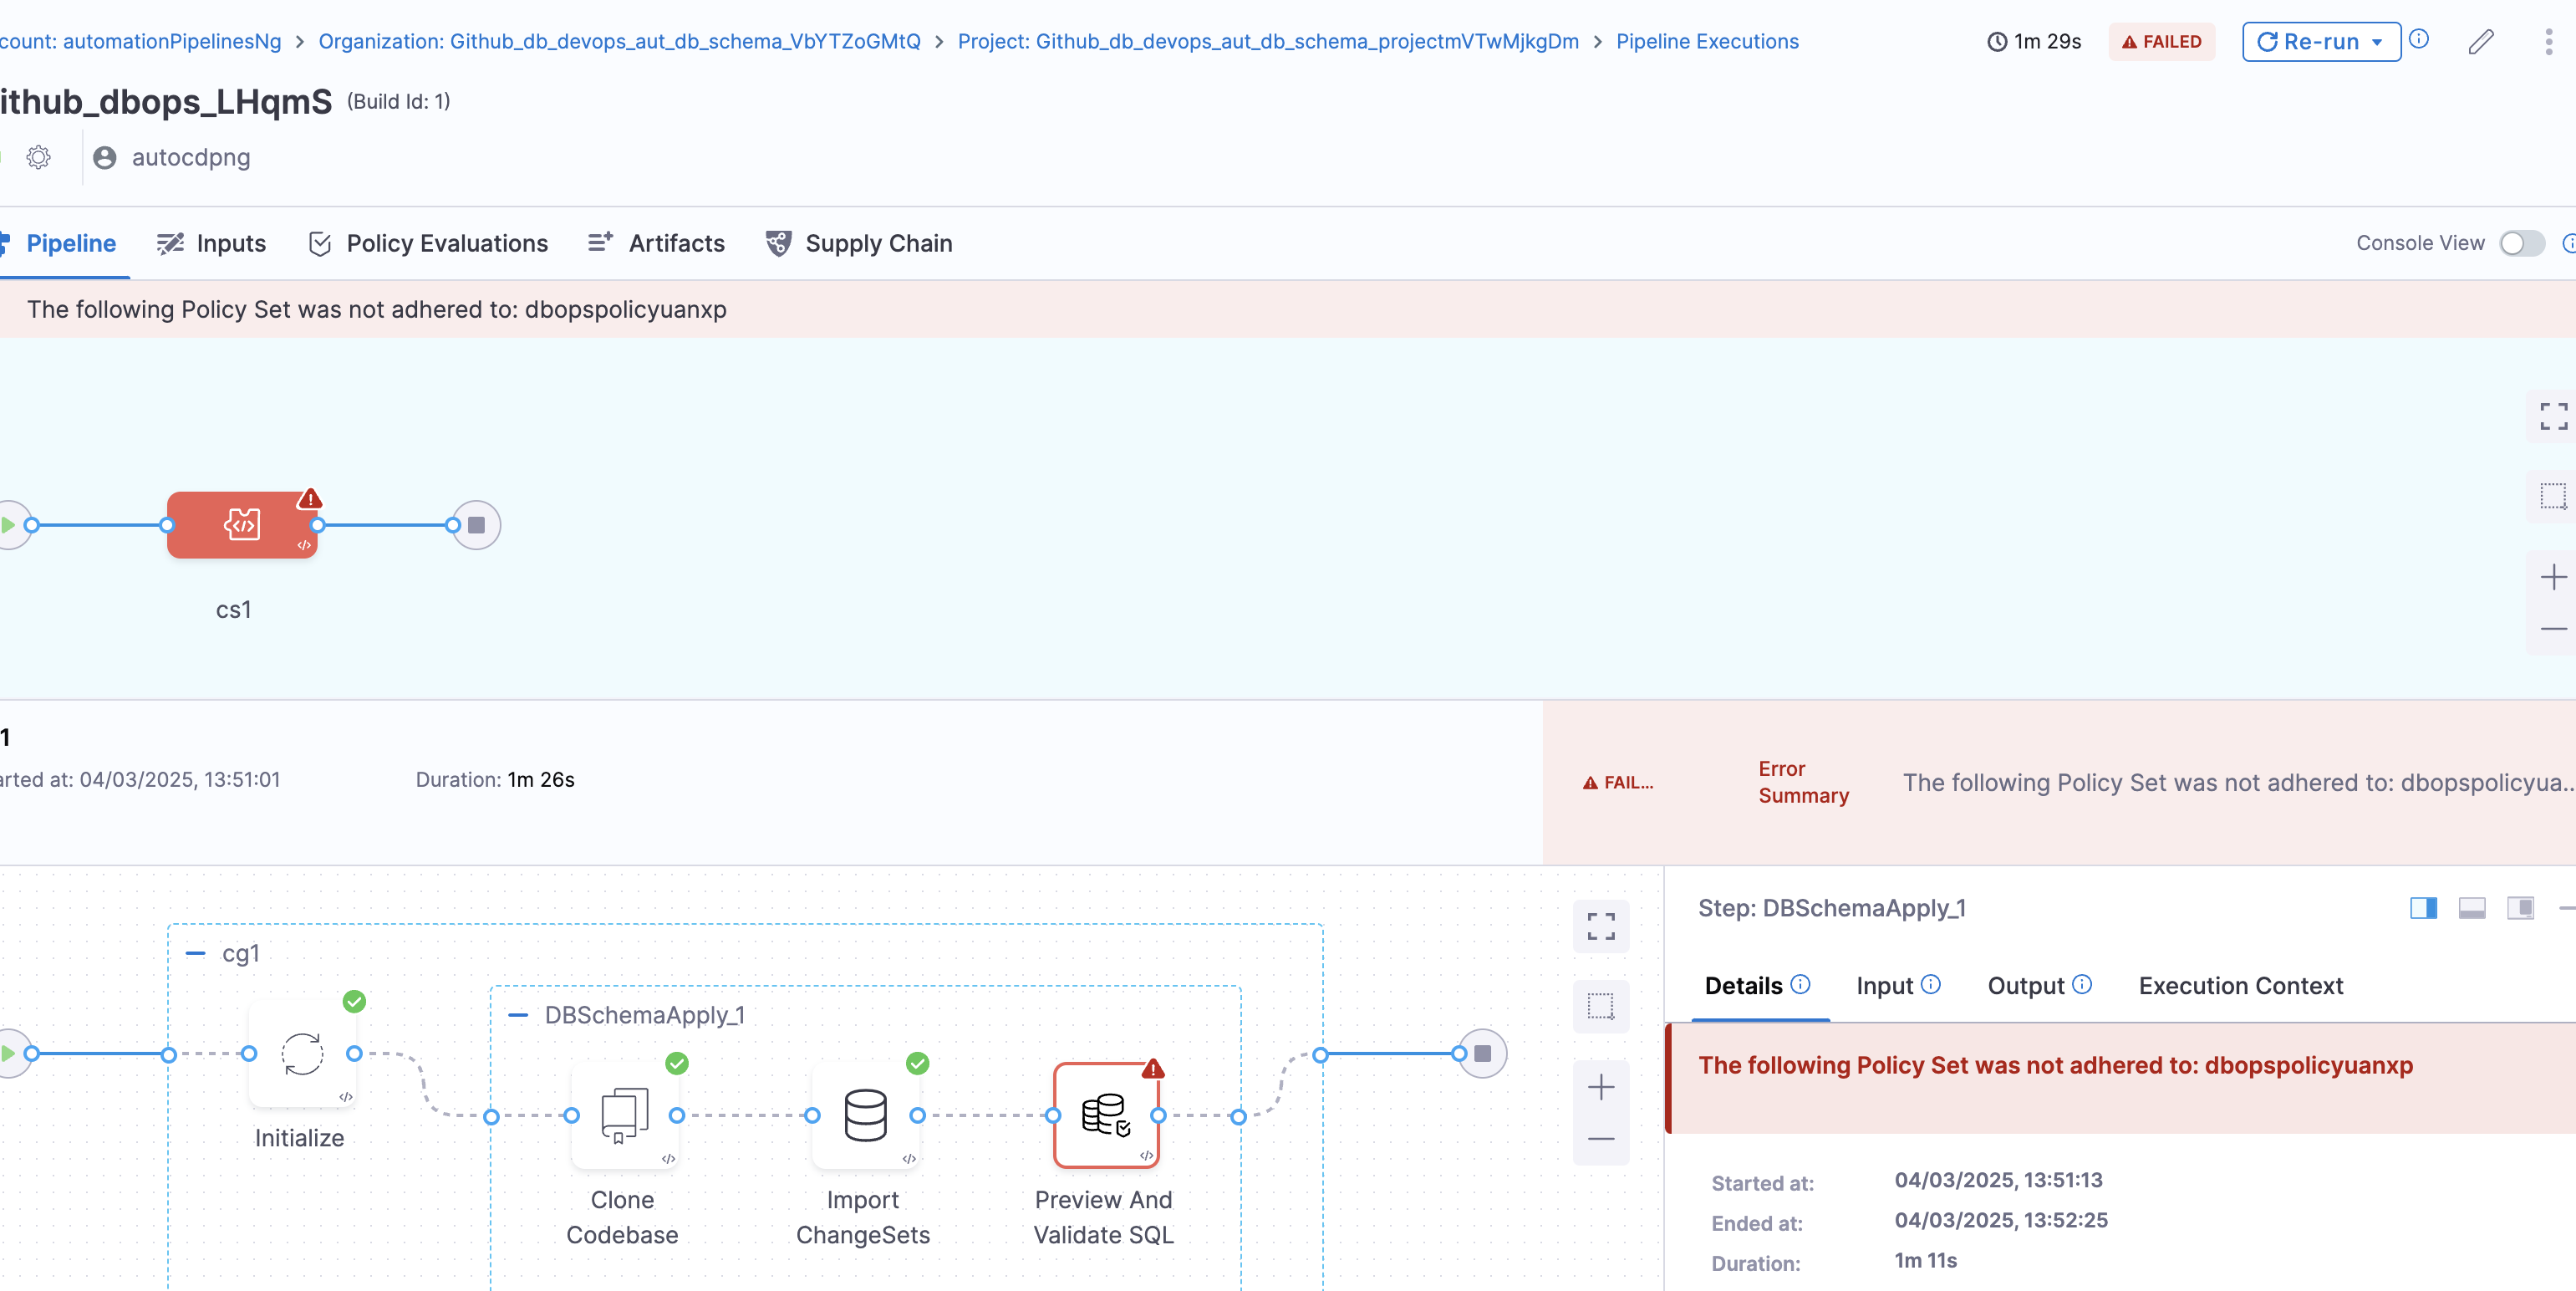 count: automationPipelinesNg > Organization: Github_db_devops_aut_db_schema_VbYTZoGMtQ > Project: Github_db_devops_aut_db_schema_projectmVTwMjkgDm > Pipeline Executions
1m 29s
FAILED
Re-run
ithub_dbops_LHqmS (Build Id: 1)
autocdpng
Pipeline
Inputs
Policy Evaluations
Artifacts
Supply Chain
Console View
The following Policy Set was not adhered to: dbopspolicyuanxp
cs1
1
arted at: 04/03/2025, 13:51:01
Duration: 1m 26s
FAIL...
Error
Summary
The following Policy Set was not adhered to: dbopspolicyua..
cg1
Initialize
DBSchemaApply_1
Clone
Codebase
Import
ChangeSets
Preview And
Validate SQL
Step: DBSchemaApply_1
Details
Input
Output
Execution Context
The following Policy Set was not adhered to: dbopspolicyuanxp
Started at: 04/03/2025, 13:51:13
Ended at: 04/03/2025, 13:52:25
Duration: 1m 11s